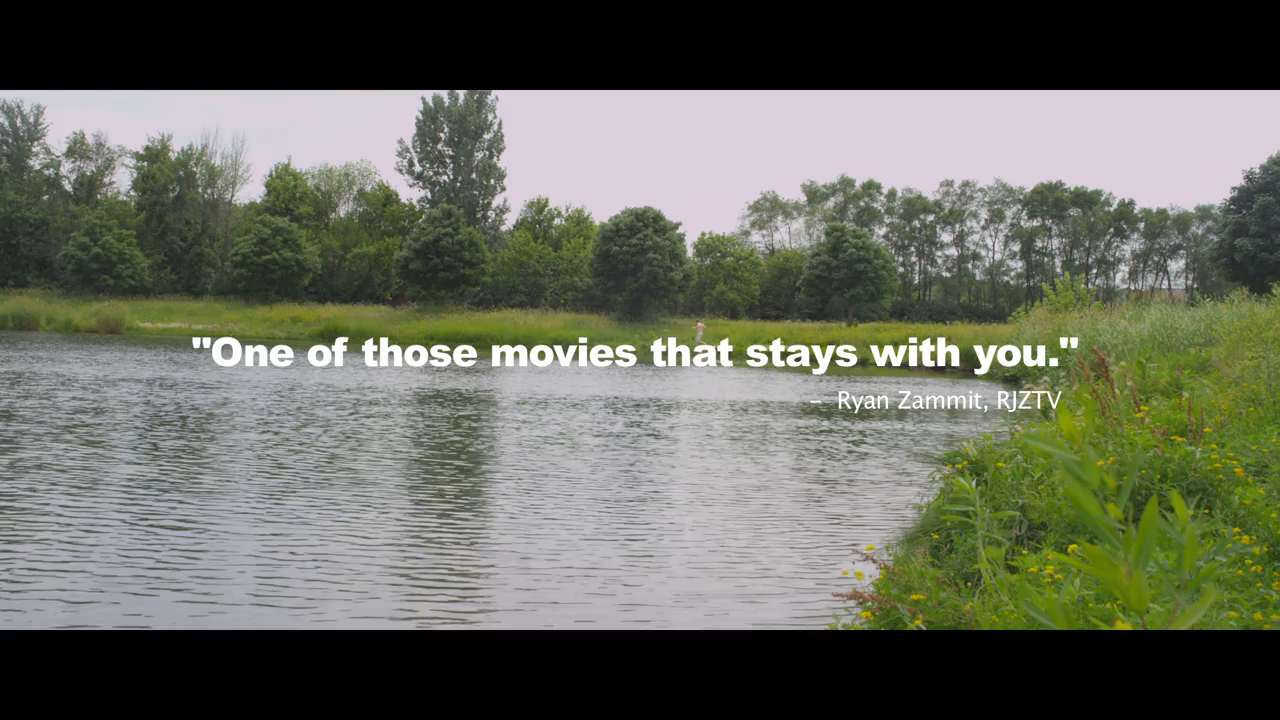 "One of those movies that stays with you."
– Ryan Zammit, RJZTV